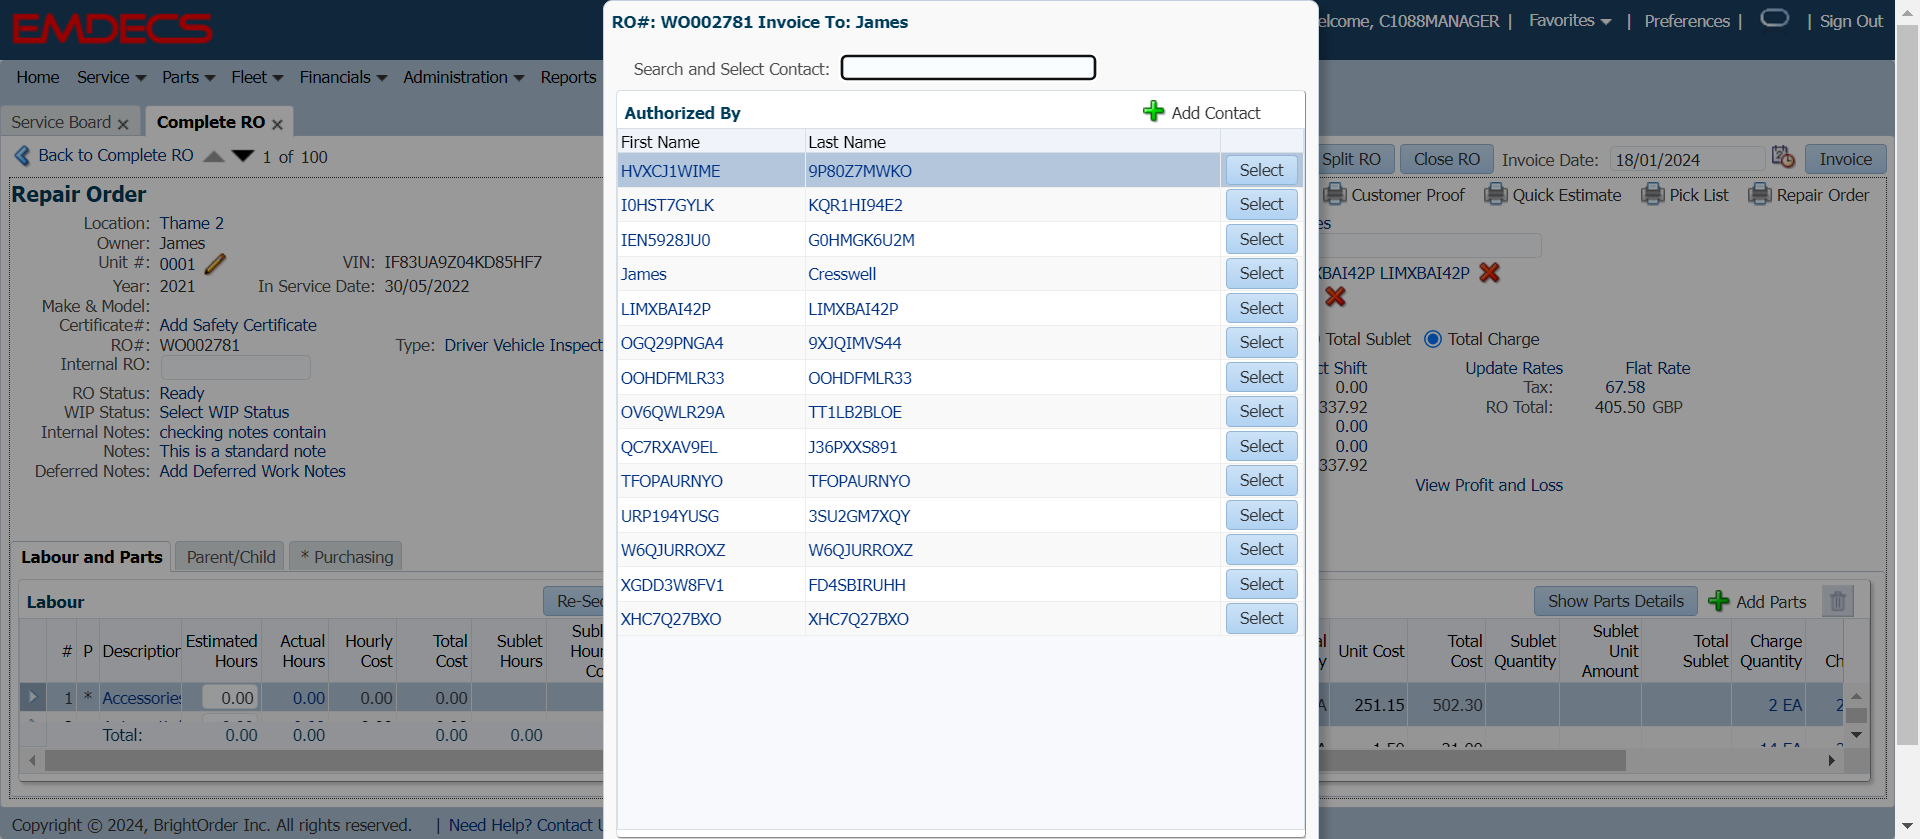 EMDECS
elcome, C1088MANAGER | Favorites | Preferences | | Sign Out
Home Service Parts Fleet Financials Administration Reports
Service Board Complete RO
Back to Complete RO 1 of 100
Repair Order
Location: Thame 2
Owner: James
Unit #: 0001 VIN: IF83UA9Z04KD85HF7
Year: 2021 In Service Date: 30/05/2022
Make & Model:
Certificate#: Add Safety Certificate
RO#: WO002781 Type: Driver Vehicle Inspect
Internal RO:
RO Status: Ready
WIP Status: Select WIP Status
Internal Notes: checking notes contain
Notes: This is a standard note
Deferred Notes: Add Deferred Work Notes
Labour and Parts Parent/Child * Purchasing
Labour Re-Sec
# P Description Estimated Hours Actual Hours Hourly Cost Total Cost Sublet Hours Subl Hour Co
1 * Accessories 0.00 0.00 0.00 0.00
Total: 0.00 0.00 0.00 0.00
RO#: WO002781 Invoice To: James
Search and Select Contact:
Authorized By Add Contact
First Name Last Name
HVXCJ1WIME 9P80Z7MWKO Select
I0HST7GYLK KQR1HI94E2 Select
IEN5928JU0 G0HMGK6U2M Select
James Cresswell Select
LIMXBAI42P LIMXBAI42P Select
OGQ29PNGA4 9XJQIMVS44 Select
OOHDFMLR33 OOHDFMLR33 Select
OV6QWLR29A TT1LB2BLOE Select
QC7RXAV9EL J36PXXS891 Select
TFOPAURNYO TFOPAURNYO Select
URP194YUSG 3SU2GM7XQY Select
W6QJURROXZ W6QJURROXZ Select
XGDD3W8FV1 FD4SBIRUHH Select
XHC7Q27BXO XHC7Q27BXO Select
Split RO Close RO Invoice Date: 18/01/2024 Invoice
Customer Proof Quick Estimate Pick List Repair Order
es
XBAI42P LIMXBAI42P
Total Sublet Total Charge
ct Shift Update Rates Flat Rate
0.00 Tax: 67.58
337.92 RO Total: 405.50 GBP
0.00
0.00
337.92
View Profit and Loss
Show Parts Details Add Parts
Unit Cost Total Cost Sublet Quantity Sublet Unit Amount Total Sublet Charge Quantity Ch
A 251.15 502.30 2 EA 2
Copyright © 2024, BrightOrder Inc. All rights reserved. | Need Help? Contact U